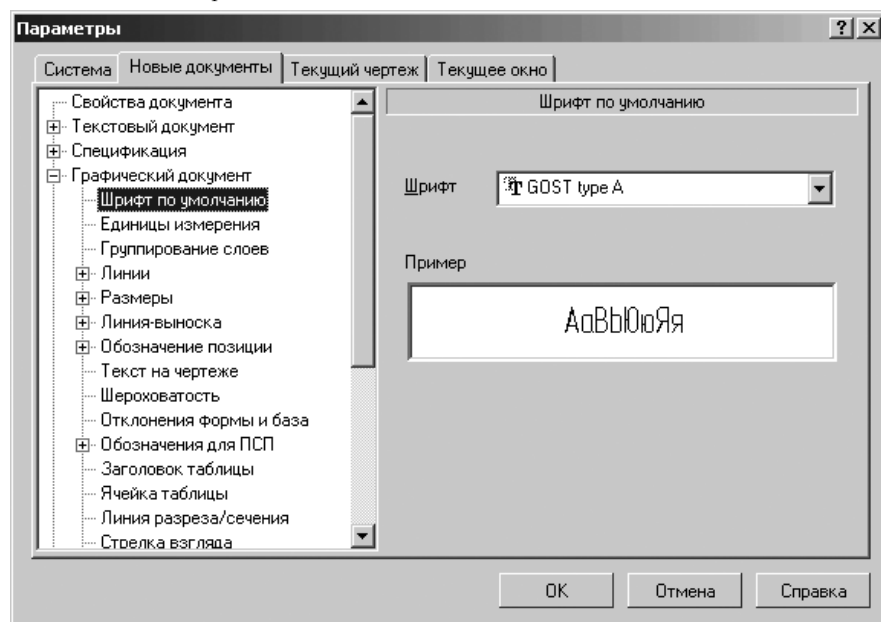 Параметры
Система Новые документы Текущий чертеж Текущее окно
Свойства документа
Текстовый документ
Спецификация
Графический документ
Шрифт по умолчанию
Единицы измерения
Группирование слоев
Линии
Размеры
Линия-выноска
Обозначение позиции
Текст на чертеже
Шероховатость
Отклонения формы и база
Обозначения для ПСП
Заголовок таблицы
Ячейка таблицы
Линия разреза/сечения
Стрелка взгляда
Шрифт по умолчанию
Шрифт GOST type A
Пример
АаВЬЮюЯя
OK Отмена Справка